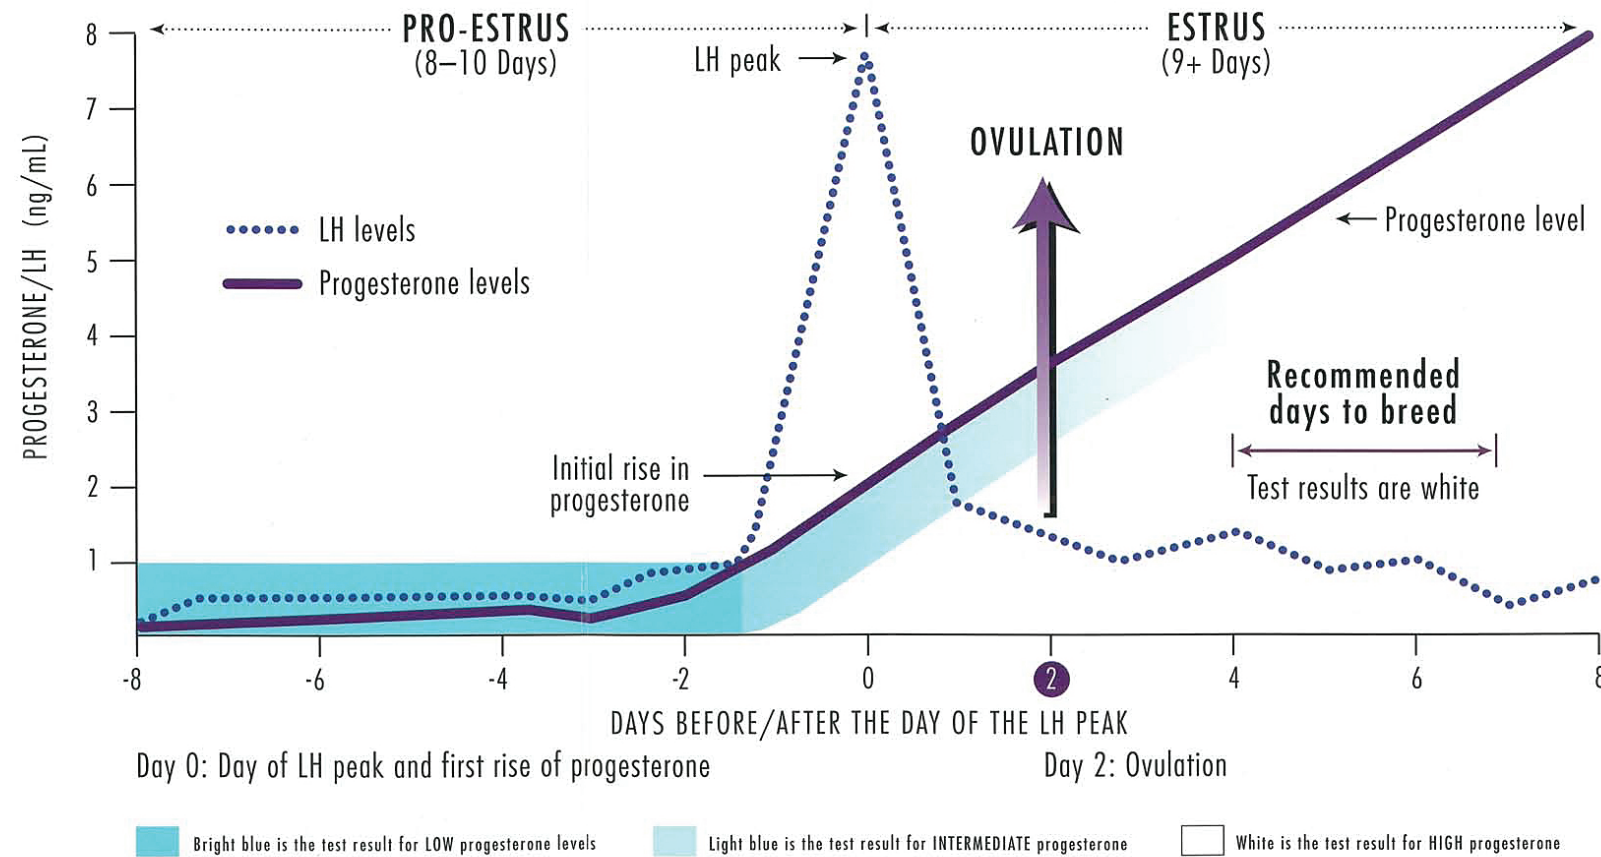 PRO-ESTRUS
(8–10 Days)
ESTRUS
(9+ Days)
LH peak
OVULATION
LH levels
Progesterone levels
Progesterone level
Initial rise in
progesterone
Recommended
days to breed
Test results are white
PROGESTERONE/LH (ng/mL)
8
7
6
5
4
3
2
1
-8
-6
-4
-2
0
2
4
6
8
DAYS BEFORE/AFTER THE DAY OF THE LH PEAK
Day 0: Day of LH peak and first rise of progesterone
Day 2: Ovulation
Bright blue is the test result for LOW progesterone levels
Light blue is the test result for INTERMEDIATE progesterone
White is the test result for HIGH progesterone